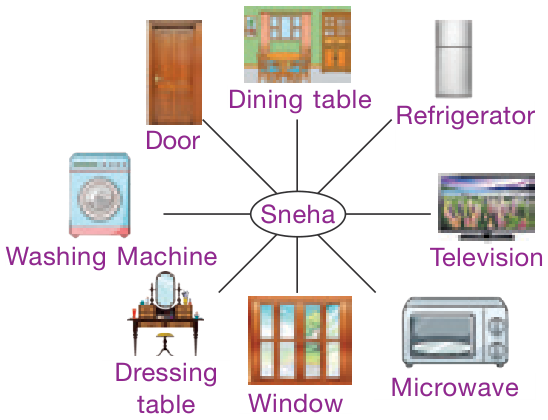 Dining table
Refrigerator
Door
Sneha
Washing Machine
Television
Dressing
table
Window
Microwave